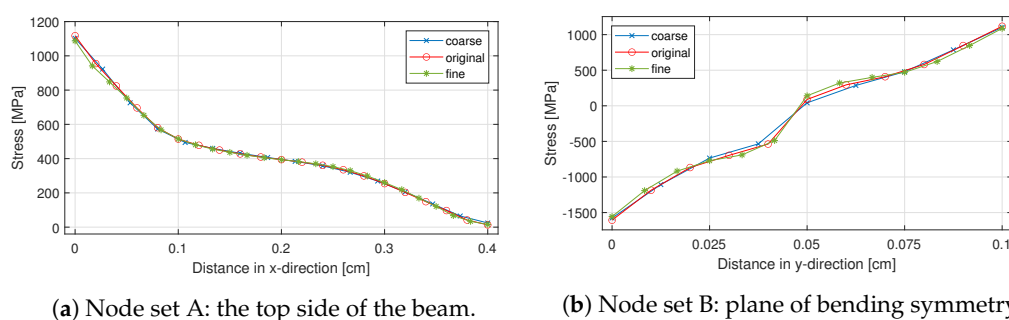 1200
1000
800
600
400
200
0
Stress [MPa]
coarse
original
fine
0 0.1 0.2 0.3 0.4
Distance in x-direction [cm]
(a) Node set A: the top side of the beam.
1000
500
0
-500
-1000
-1500
Stress [MPa]
coarse
original
fine
0 0.025 0.05 0.075 0.1
Distance in y-direction [cm]
(b) Node set B: plane of bending symmetry